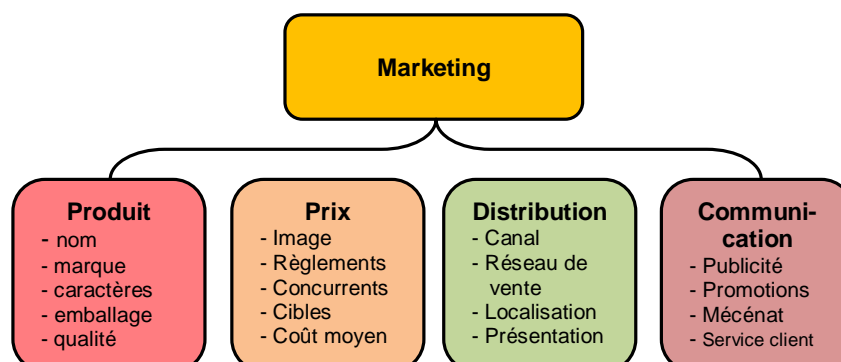 Marketing
Produit
- nom
- marque
- caractères
- emballage
- qualité
Prix
- Image
- Règlements
- Concurrents
- Cibles
- Coût moyen
Distribution
- Canal
- Réseau de
vente
- Localisation
- Présentation
Communi-
cation
- Publicité
- Promotions
- Mécénat
- Service client